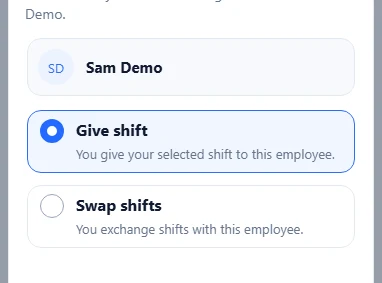 Demo.
SD
Sam Demo
Give shift
You give your selected shift to this employee.
Swap shifts
You exchange shifts with this employee.